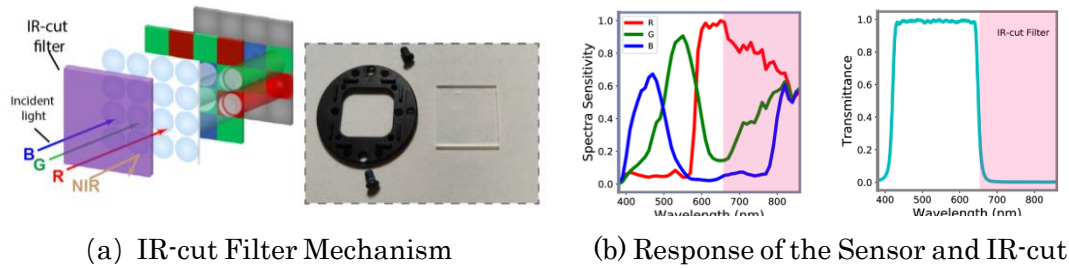 IR-cut
filter
Incident
light
B
G
R
NIR
(a) IR-cut Filter Mechanism
Spectra Sensitivity
1.0
0.8
0.6
0.4
0.2
0.0
R
G
B
400 500 600 700 800
Wavelength (nm)
Transmittance
1.0
0.8
0.6
0.4
0.2
0.0
IR-cut Filter
400 500 600 700 800
Wavelength (nm)
(b) Response of the Sensor and IR-cut